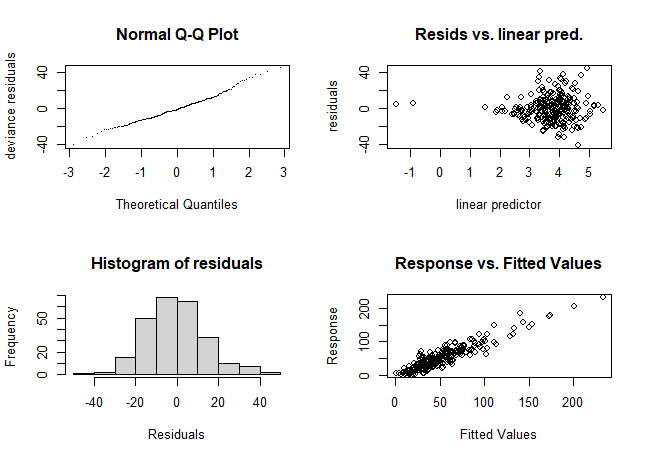 Normal Q-Q Plot
deviance residuals
-40 0 40
-3 -2 -1 0 1 2 3
Theoretical Quantiles
Resids vs. linear pred.
residuals
-40 0 40
-1 0 1 2 3 4 5
linear predictor
Histogram of residuals
Frequency
0 20 50
-40 -20 0 20 40
Residuals
Response vs. Fitted Values
Response
0 100 200
0 50 100 150 200
Fitted Values